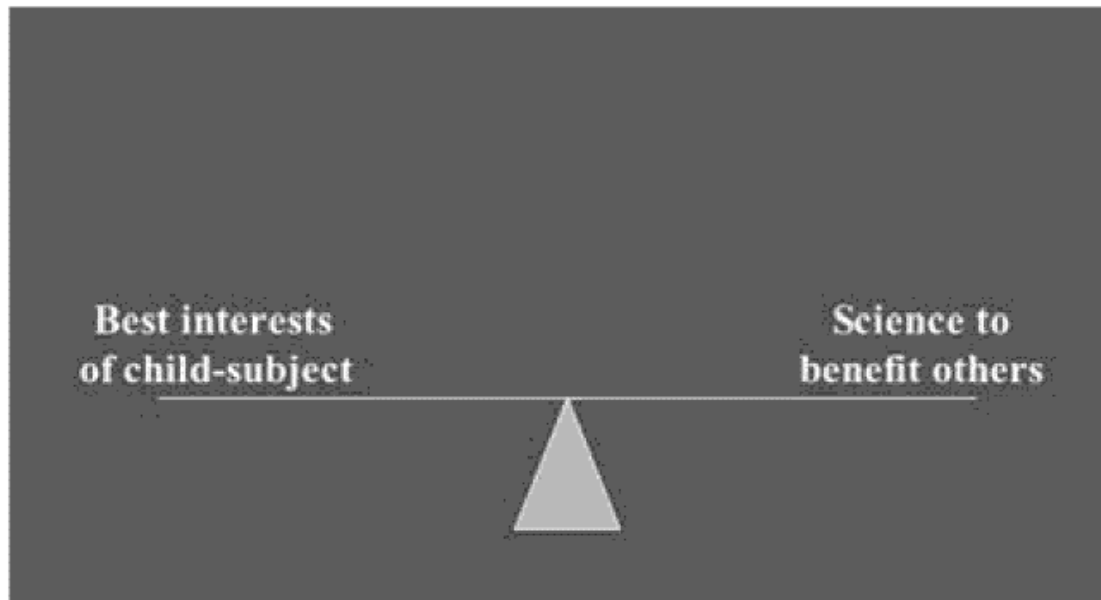 Best interests
of child-subject
Science to
benefit others